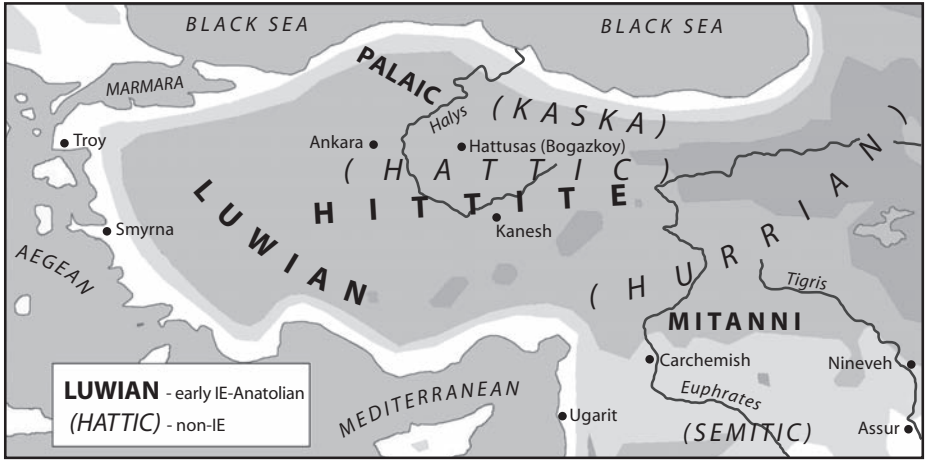 BLACK SEA
BLACK SEA
PALAIC
MARMARA
Halys
(KASKA)
Troy
Ankara
Hattusas (Bogazkoy)
(HATTIC)
HITTITE
LUWIAN
Kanesh
Smyrna
AEGEAN
(HURRIAN)
Tigris
MITANNI
Carchemish
Nineveh
Euphrates
LUWIAN - early IE-Anatolian
(HATTIC) - non-IE
MEDITERRANEAN
Ugarit
(SEMITIC)
Assur